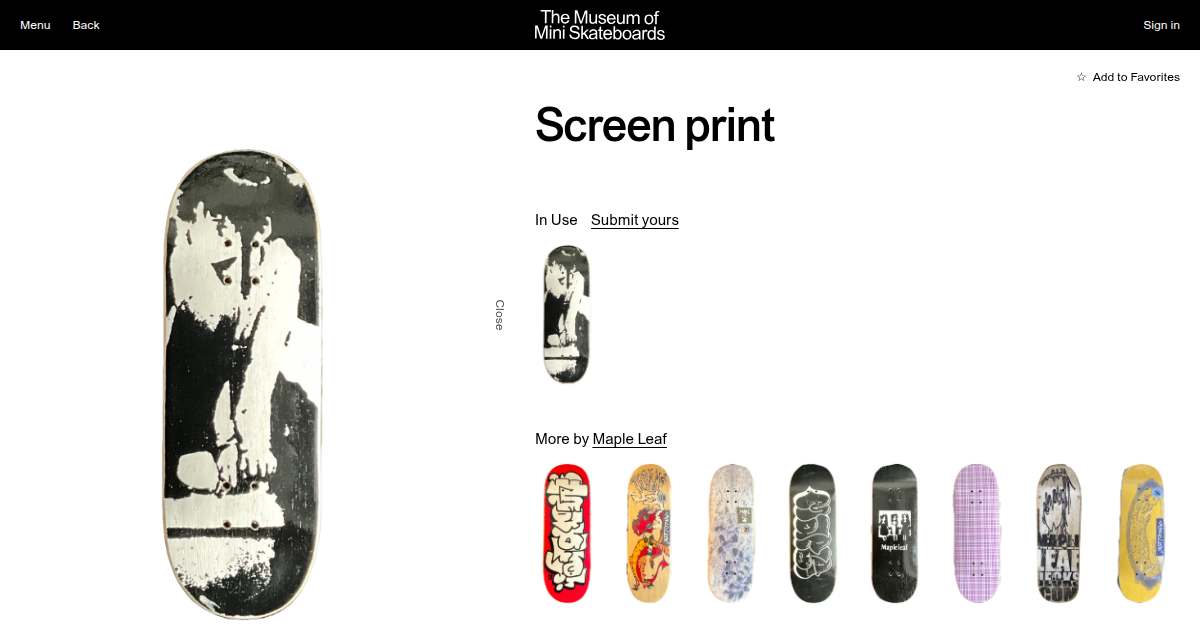 Menu
Back
The Museum of
Mini Skateboards
Sign in
☆ Add to Favorites
Screen print
In Use
Submit yours
Close
More by Maple Leaf
Mapleleaf
LEAF